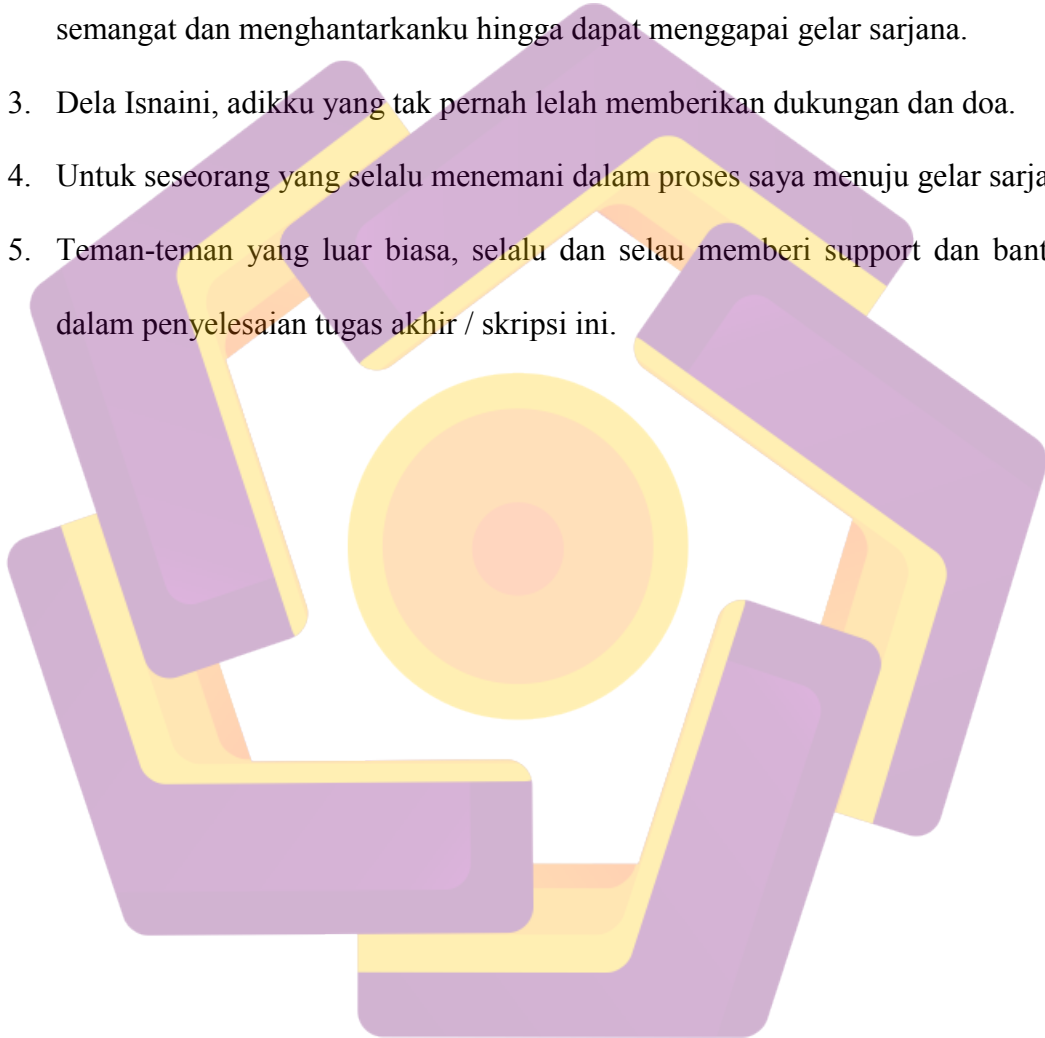 semangat dan menghantarkanku hingga dapat menggapai gelar sarjana.
3. Dela Isnaini, adikku yang tak pernah lelah memberikan dukungan dan doa.
4. Untuk seseorang yang selalu menemani dalam proses saya menuju gelar
5. Teman-teman yang luar biasa, selalu dan selau memberi support dan
dalam penyelesaian tugas akhir / skripsi ini.